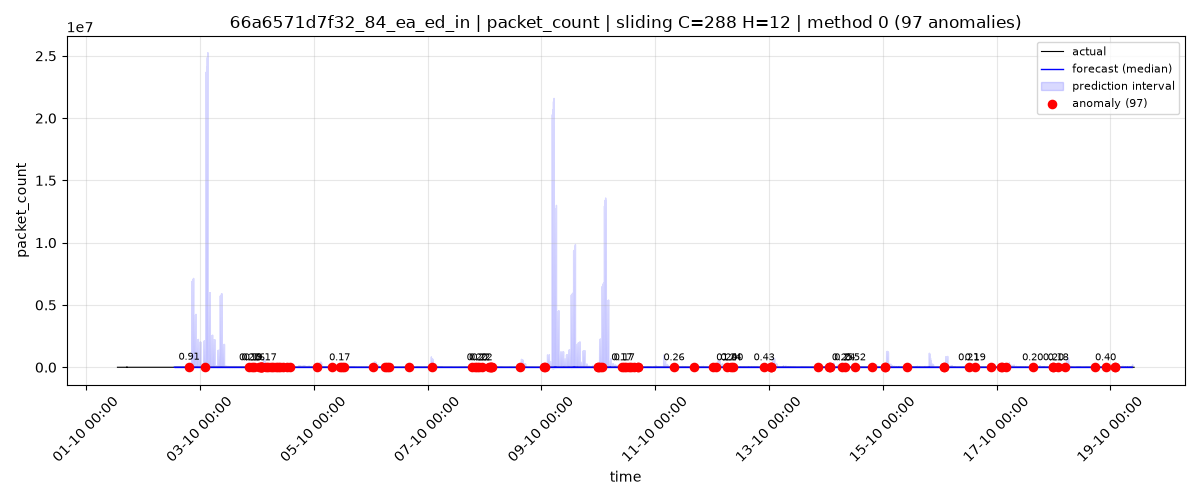 66a6571d7f32_84_ea_ed_in | packet_count | sliding C=288 H=12 | method 0 (97 anomalies)
1e7
actual
forecast (median)
prediction interval
anomaly (97)
packet_count
2.5
2.0
1.5
1.0
0.5
0.0
0.91
0.17
0.26
0.43
0.19
0.20
0.40
01-10 00:00
03-10 00:00
05-10 00:00
07-10 00:00
09-10 00:00
11-10 00:00
13-10 00:00
15-10 00:00
17-10 00:00
19-10 00:00
time